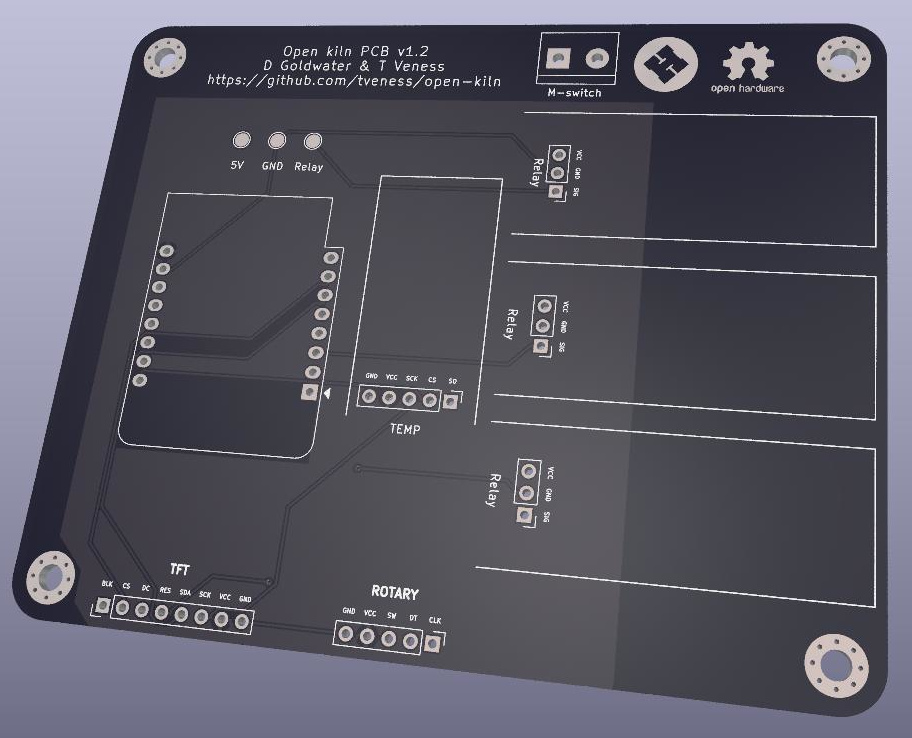 Open kiln PCB v1.2
D Goldwater & T Veness
https://github.com/tveness/open-kiln
M-switch
open hardware
5V
GND
Relay
Relay
VCC
GND
SIG
Relay
VCC
GND
SIG
GND VCC SCK CS SO
TEMP
Relay
VCC
GND
SIG
TFT
BLK CS DC RES SDA SCK VCC GND
ROTARY
GND VCC SW DT CLK